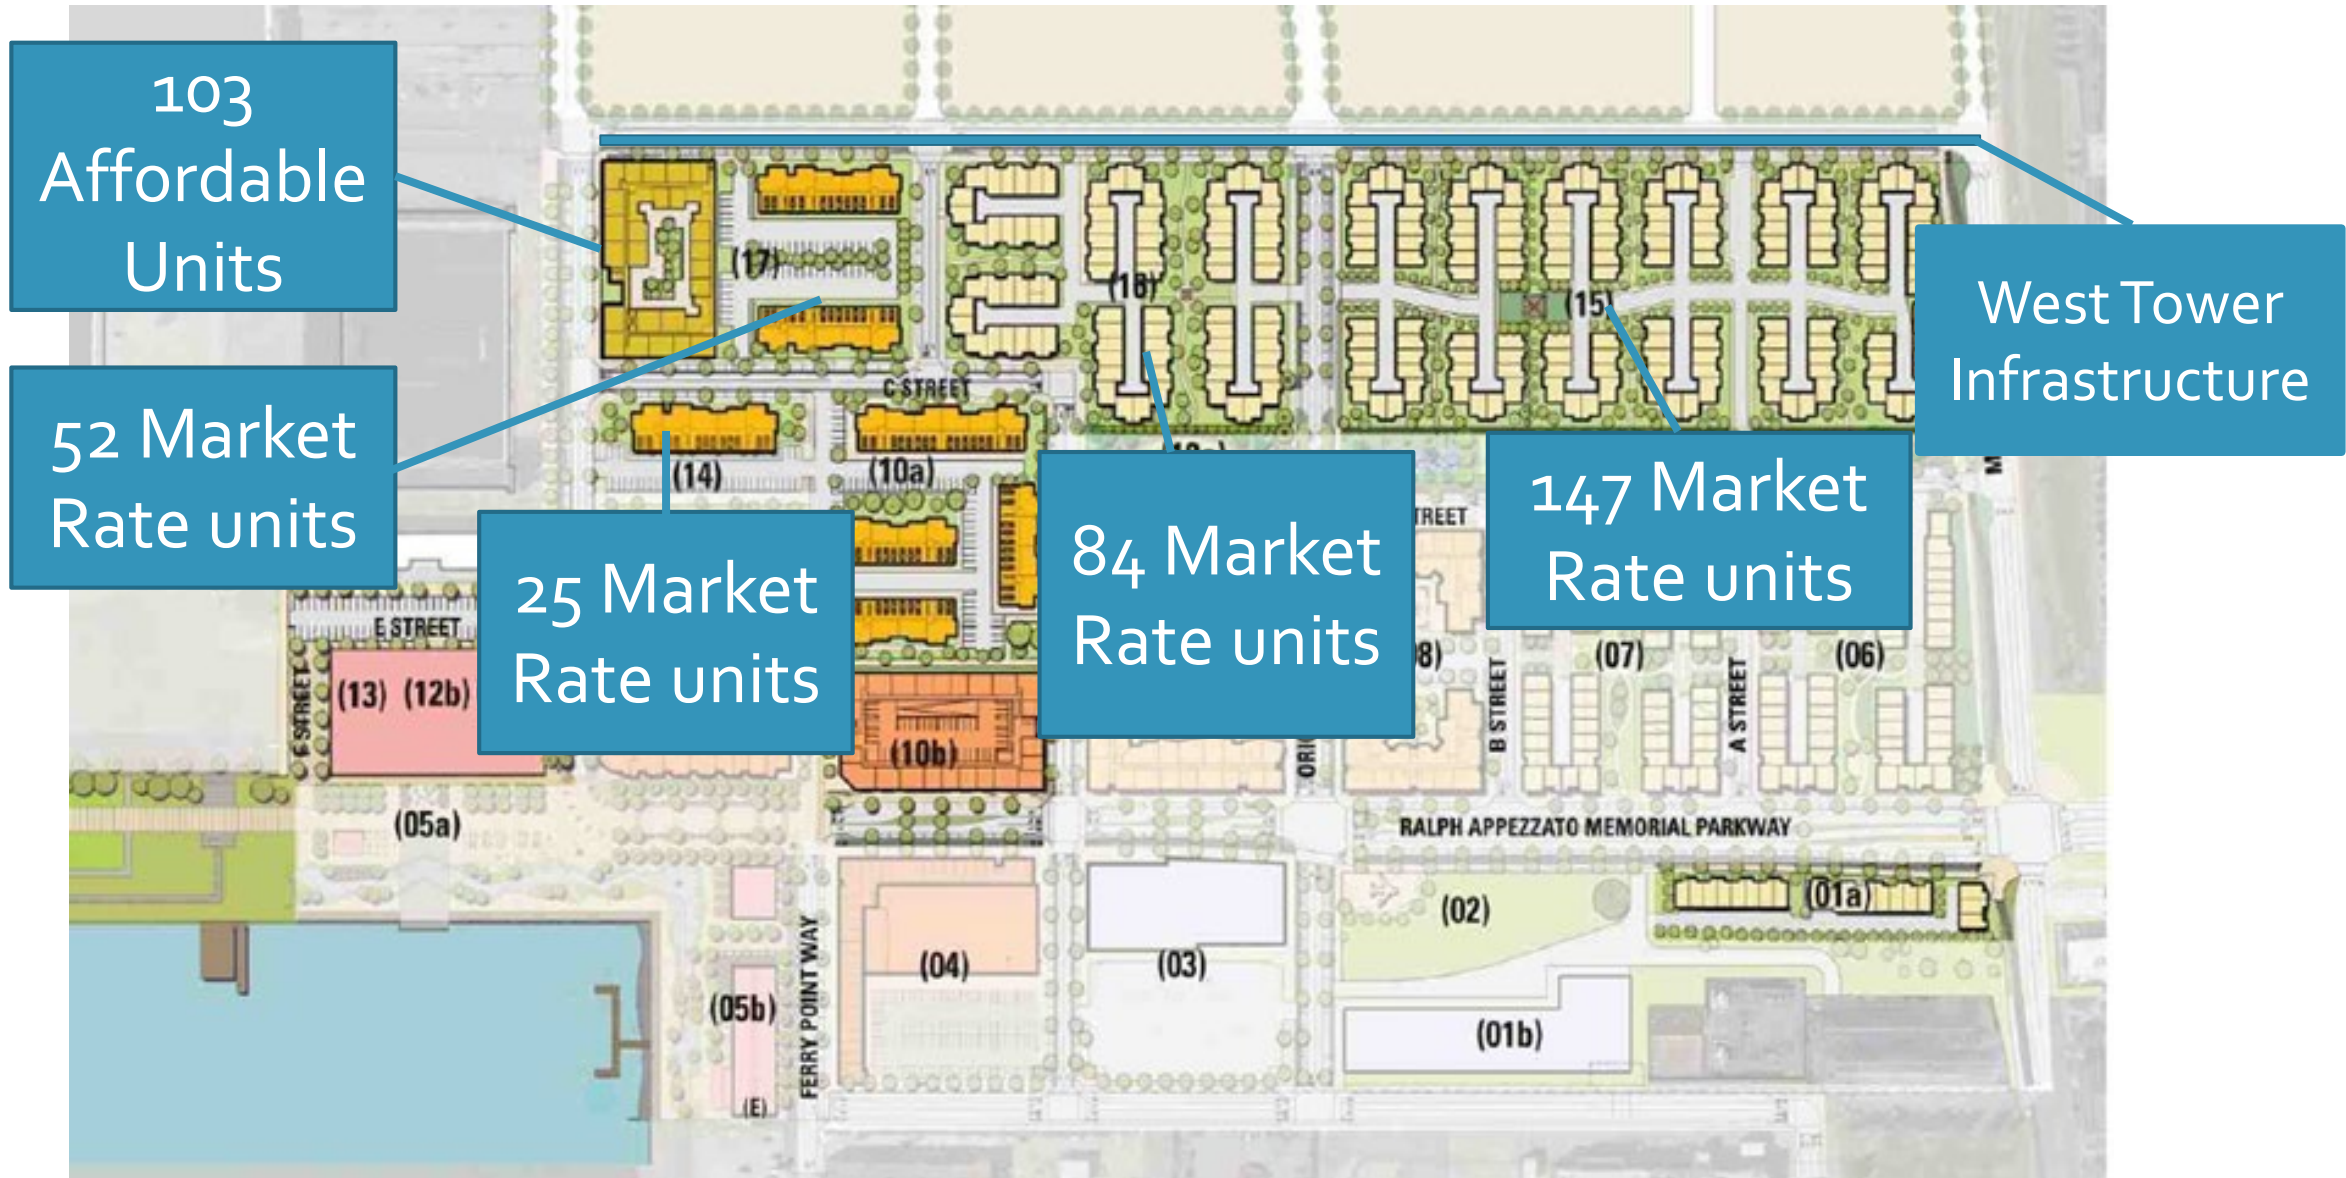 103
Affordable
Units
52 Market
Rate units
25 Market
Rate units
84 Market
Rate units
147 Market
Rate units
West Tower
Infrastructure
(17)
(16)
(15)
C STREET
(14)
(10a)
E STREET
(13) (12b)
(10b)
(07)
(06)
B STREET
A STREET
(05a)
RALPH APPEZZATO MEMORIAL PARKWAY
(01a)
(02)
(04)
(03)
(05b)
FERRY POINT WAY
(01b)
(E)